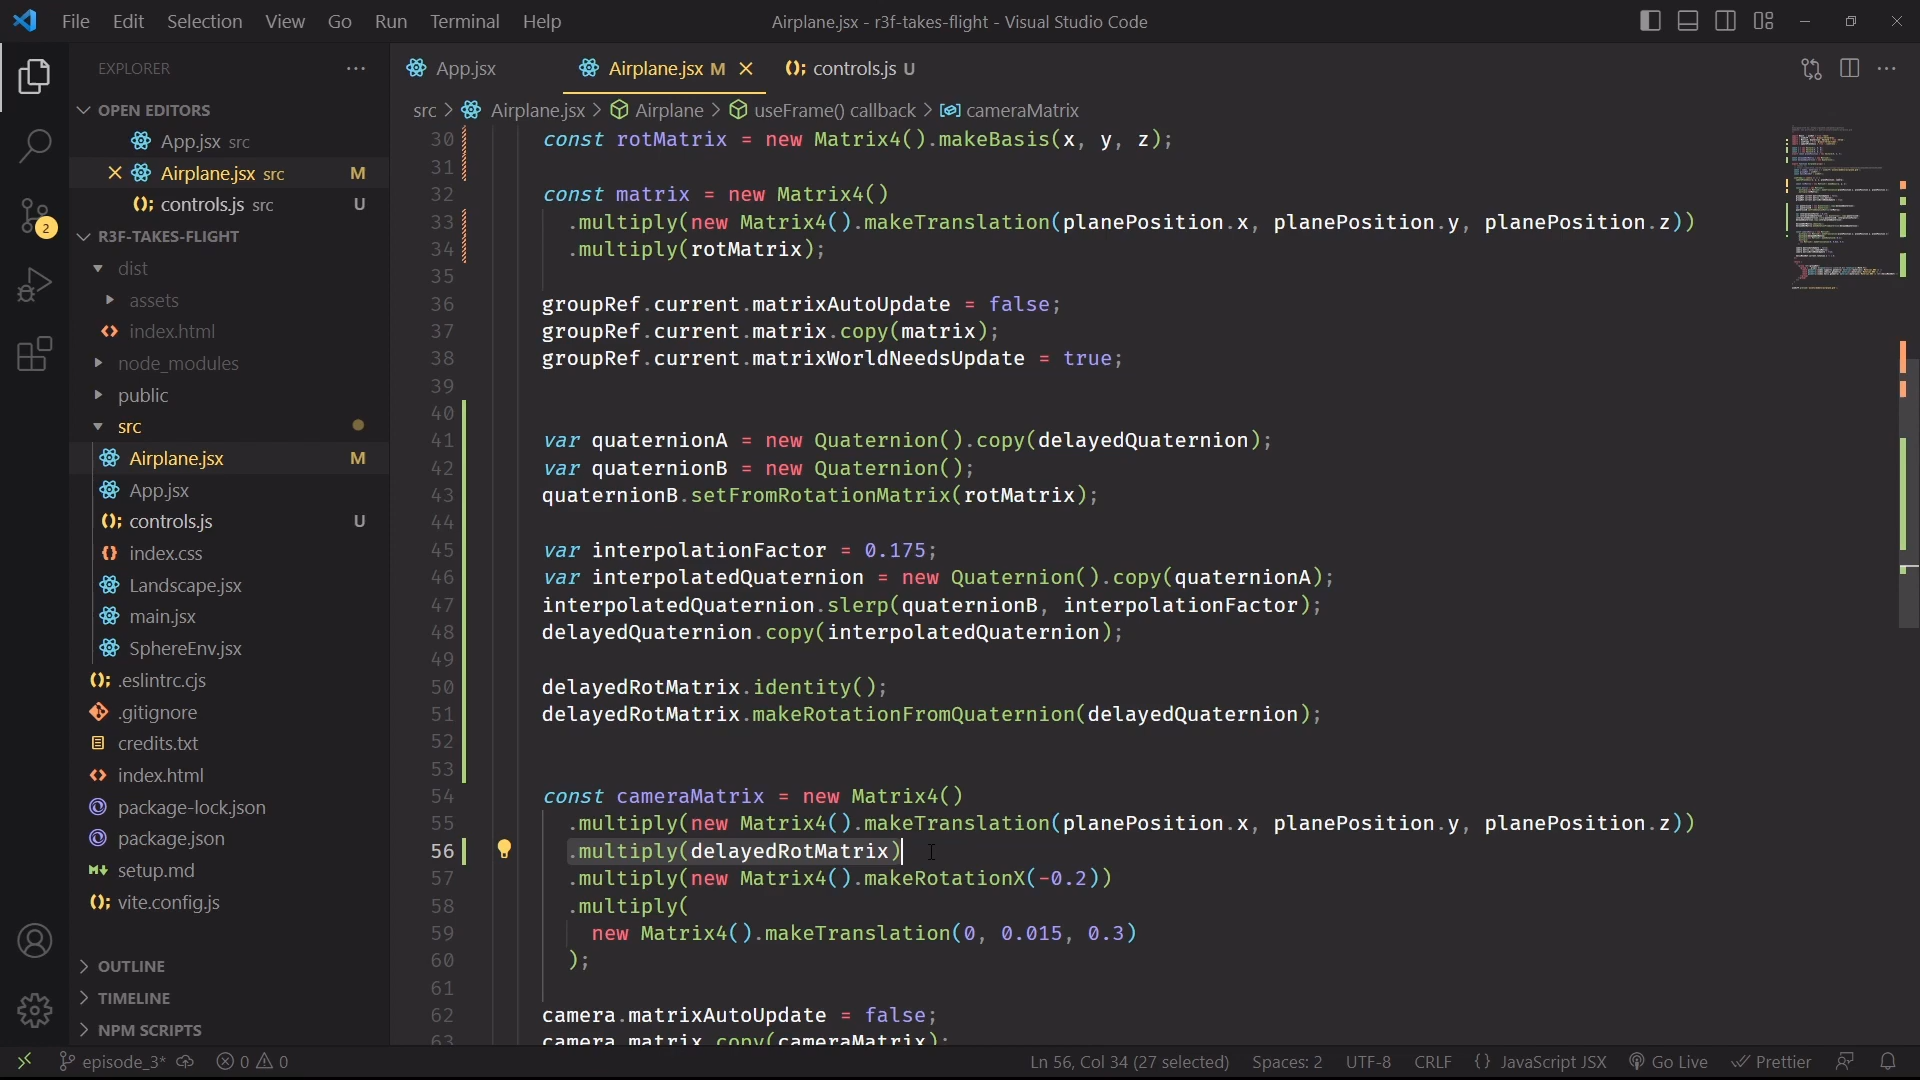 File Edit Selection View Go Run Terminal Help
Airplane.jsx - r3f-takes-flight - Visual Studio Code
EXPLORER
OPEN EDITORS
App.jsx src
Airplane.jsx src M
controls.js src U
R3F-TAKES-FLIGHT
dist
assets
index.html
node_modules
public
src
Airplane.jsx M
App.jsx
controls.js U
index.css
Landscape.jsx
main.jsx
SphereEnv.jsx
.eslintrc.cjs
.gitignore
credits.txt
index.html
package-lock.json
package.json
setup.md
vite.config.js
OUTLINE
TIMELINE
NPM SCRIPTS
2
App.jsx Airplane.jsx M controls.js U
src > Airplane.jsx > Airplane > useFrame() callback > cameraMatrix
30 const rotMatrix = new Matrix4().makeBasis(x, y, z);
31
32 const matrix = new Matrix4()
33 .multiply(new Matrix4().makeTranslation(planePosition.x, planePosition.y, planePosition.z))
34 .multiply(rotMatrix);
35
36 groupRef.current.matrixAutoUpdate = false;
37 groupRef.current.matrix.copy(matrix);
38 groupRef.current.matrixWorldNeedsUpdate = true;
39
40
41 var quaternionA = new Quaternion().copy(delayedQuaternion);
42 var quaternionB = new Quaternion();
43 quaternionB.setFromRotationMatrix(rotMatrix);
44
45 var interpolationFactor = 0.175;
46 var interpolatedQuaternion = new Quaternion().copy(quaternionA);
47 interpolatedQuaternion.slerp(quaternionB, interpolationFactor);
48 delayedQuaternion.copy(interpolatedQuaternion);
49
50 delayedRotMatrix.identity();
51 delayedRotMatrix.makeRotationFromQuaternion(delayedQuaternion);
52
53
54 const cameraMatrix = new Matrix4()
55 .multiply(new Matrix4().makeTranslation(planePosition.x, planePosition.y, planePosition.z))
56 .multiply(delayedRotMatrix)
57 .multiply(new Matrix4().makeRotationX(-0.2))
58 .multiply(
59 new Matrix4().makeTranslation(0, 0.015, 0.3)
60 );
61
62 camera.matrixAutoUpdate = false;
63 camera.matrix.copy(cameraMatrix);
episode_3* 0 0 Ln 56, Col 34 (27 selected) Spaces: 2 UTF-8 CRLF {} JavaScript JSX Go Live Prettier